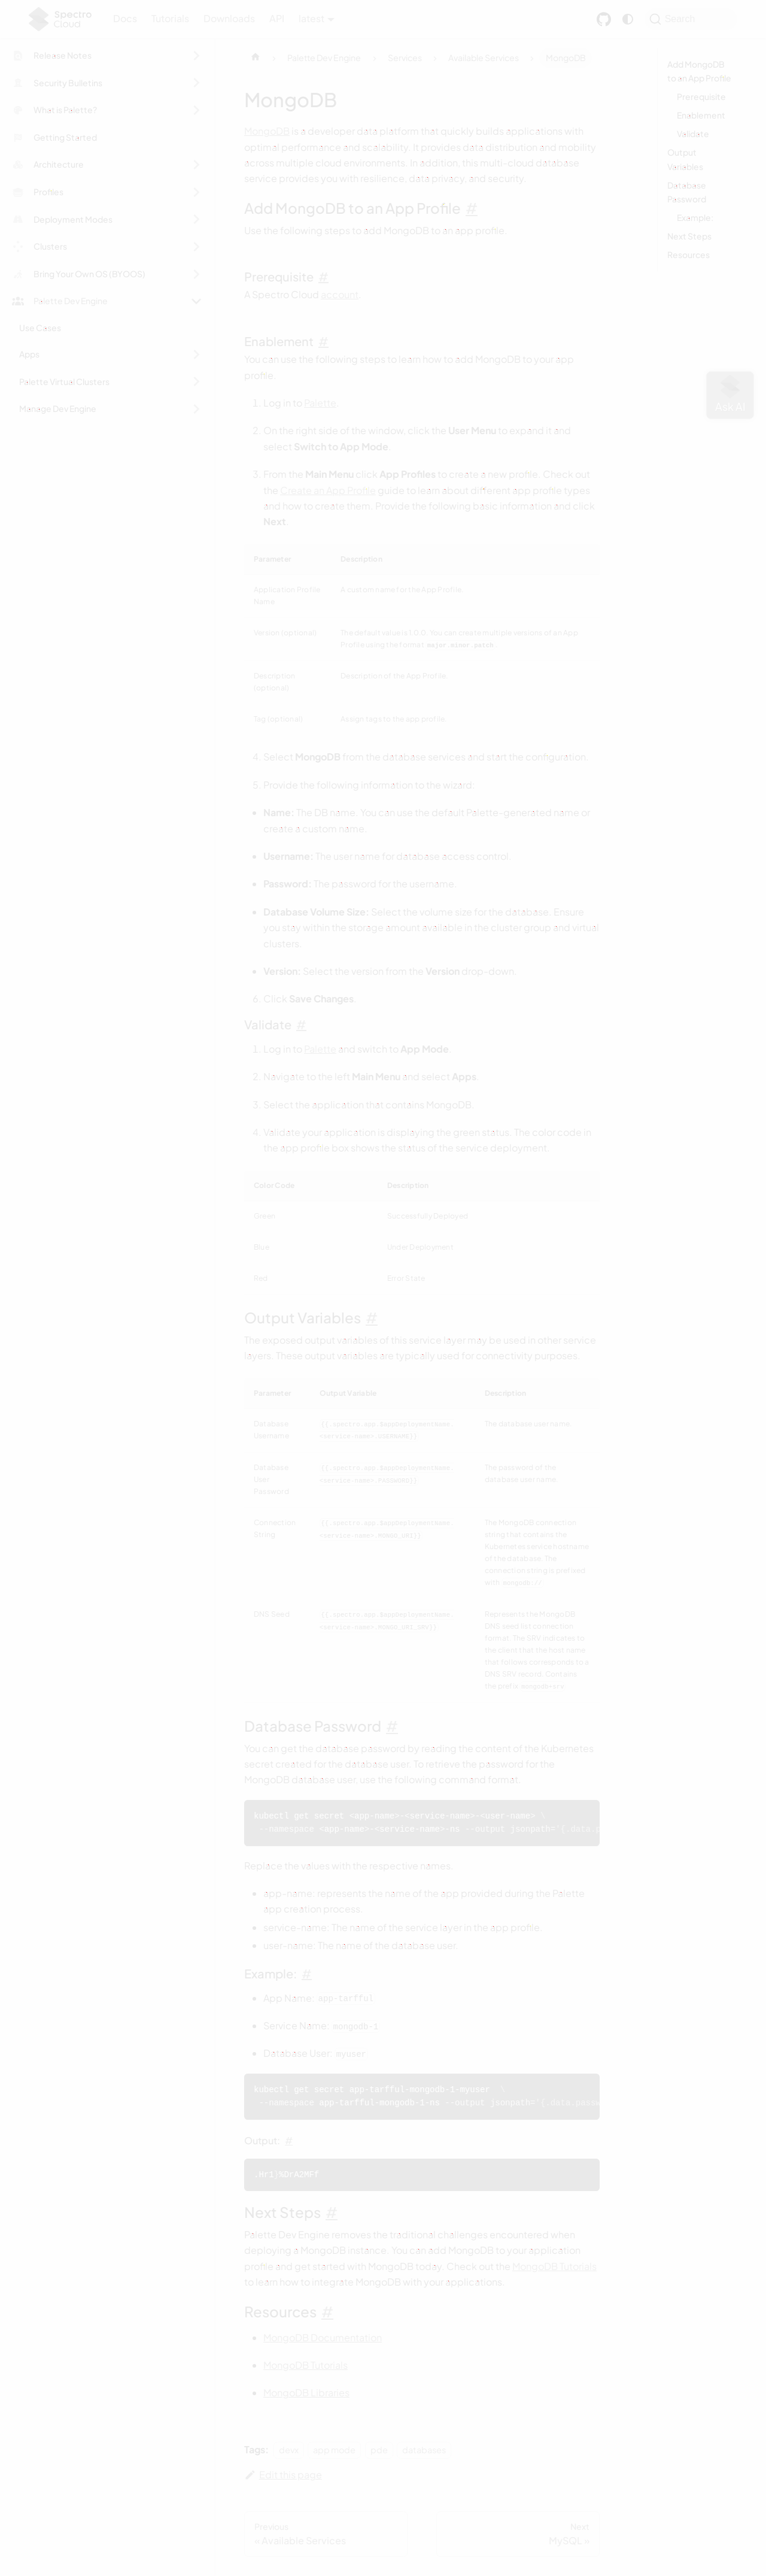 Spectro
Cloud
Docs Tutorials Downloads API latest
Search
Release Notes
Security Bulletins
What is Palette?
Getting Started
Architecture
Profiles
Deployment Modes
Clusters
Bring Your Own OS (BYOOS)
Palette Dev Engine
Use Cases
Apps
Palette Virtual Clusters
Manage Dev Engine
Palette Dev Engine Services Available Services MongoDB
MongoDB
MongoDB is a developer data platform that quickly builds applications with
optimal performance and scalability. It provides data distribution and mobility
across multiple cloud environments. In addition, this multi-cloud database
service provides you with resilience, data privacy, and security.
Add MongoDB to an App Profile #
Use the following steps to add MongoDB to an app profile.
Prerequisite #
A Spectro Cloud account.
Enablement #
You can use the following steps to learn how to add MongoDB to your app
profile.
1. Log in to Palette.
2. On the right side of the window, click the User Menu to expand it and
select Switch to App Mode.
3. From the Main Menu click App Profiles to create a new profile. Check out
the Create an App Profile guide to learn about different app profile types
and how to create them. Provide the following basic information and click
Next.
Parameter Description
Application Profile
Name
A custom name for the App Profile.
Version (optional) The default value is 1.0.0. You can create multiple versions of an App
Profile using the format major.minor.patch
Description
(optional)
Description of the App Profile.
Tag (optional) Assign tags to the app profile.
4. Select MongoDB from the database services and start the configuration.
5. Provide the following information to the wizard:
• Name: The DB name. You can use the default Palette-generated name or
create a custom name.
• Username: The user name for database access control.
• Password: The password for the username.
• Database Volume Size: Select the volume size for the database. Ensure
you stay within the storage amount available in the cluster group and virtual
clusters.
• Version: Select the version from the Version drop-down.
6. Click Save Changes.
Validate #
1. Log in to Palette and switch to App Mode.
2. Navigate to the left Main Menu and select Apps.
3. Select the application that contains MongoDB.
4. Validate your application is displaying the green status. The color code in
the app profile box shows the status of the service deployment.
Color Code Description
Green Successfully Deployed
Blue Under Deployment
Red Error State
Output Variables #
The exposed output variables of this service layer may be used in other service
layers. These output variables are typically used for connectivity purposes.
Parameter Output Variable Description
Database
Username
{{.spectro.app.$appdeploymentname.
<service-name>.USERNAME}}
The database user name.
Database
User
Password
{{.spectro.app.$appdeploymentname.
<service-name>.PASSWORD}}
The password of the
database user name.
Connection
String
{{.spectro.app.$appdeploymentname.
<service-name>.MONGO_URI}}
The MongoDB connection
string that contains the
Kubernetes service hostname
of the database. The
connection string is prefixed
with mongodb://
DNS Seed {{.spectro.app.$appdeploymentname.
<service-name>.MONGO_URI_SRV}}
Represents the MongoDB
DNS seed list connection
format. The SRV indicates to
the client that the host name
that follows corresponds to a
DNS SRV record. Contains
the prefix mongodb+srv
Database Password #
You can get the database password by reading the content of the Kubernetes
secret created for the database user. To retrieve the password for the
MongoDB database user, use the following command format.
kubectl get secret <app-name>-<service-name>-<user-name> \
--namespace <app-name>-<service-name>-ns --output jsonpath='{.data.
Replace the values with the respective names.
• app-name: represents the name of the app provided during the Palette
app creation process.
• service-name: The name of the service layer in the app profile.
• user-name: The name of the database user.
Example: #
• App Name: app-tarfful
• Service Name: mongodb-1
• Database User: myuser
kubectl get secret app-tarfful-mongodb-1-myuser \
--namespace app-tarfful-mongodb-1-ns --output jsonpath='{.data.passw
Output: #
Next Steps #
Palette Dev Engine removes the traditional challenges encountered when
deploying a MongoDB instance. You can add MongoDB to your application
profile and get started with MongoDB today. Check out the MongoDB Tutorials
to learn how to integrate MongoDB with your applications.
Resources #
• MongoDB Documentation
• MongoDB Tutorials
• MongoDB Libraries
Tags: pde app mode databases
Edit this page
Previous
« Available Services
Next
MySQL »
Add MongoDB
to an App Profile
Prerequisite
Enablement
Validate
Output
Variables
Database
Password
Example:
Next Steps
Resources
Ask AI